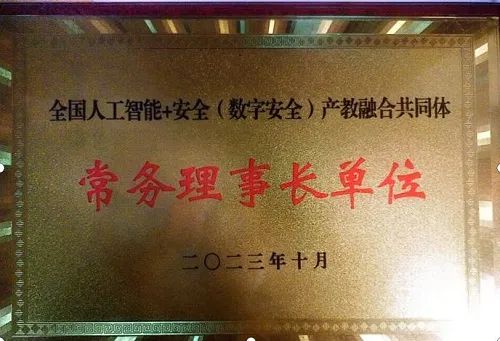 全国人工智能+安全（数字安全）产教融合共同体
常务理事长单位
二〇二三年十月